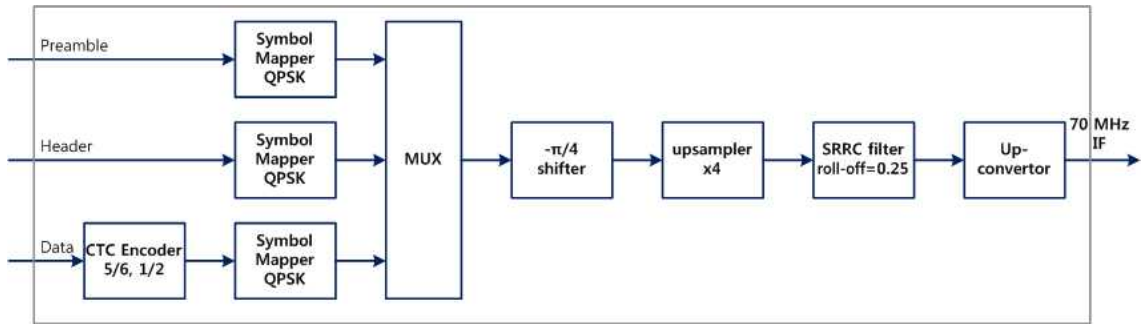 Preamble
Symbol
Mapper
QPSK
Header
Symbol
Mapper
QPSK
Data
CTC Encoder
5/6, 1/2
Symbol
Mapper
QPSK
MUX
-π/4
shifter
upsampler
x4
SRRC filter
roll-off=0.25
Up-
convertor
70 MHz
IF